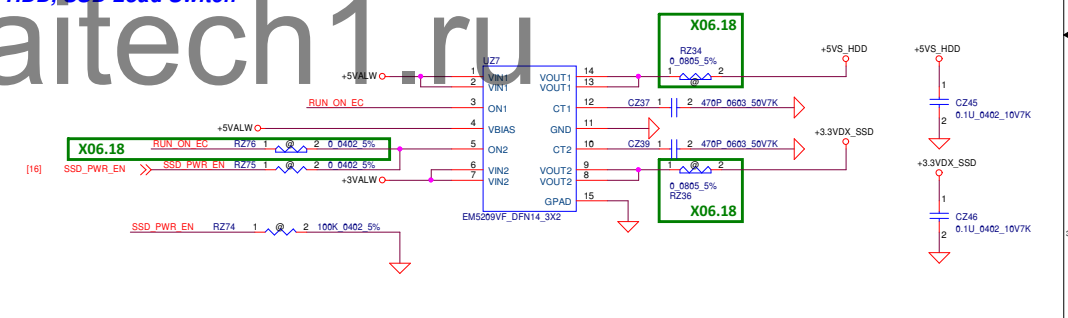 HDD, SSD Load Switch
aitech1.ru
X06.18
RZ34
0_0805_5%
1 2
@
+5VS_HDD
+5VS_HDD
UZ7
+5VALW
1 VIN1 VOUT1 14
2 VIN1 VOUT1 13
RUN_ON_EC
3 ON1 CT1 12
CZ37 1 2 470P_0603_50V7K
1
CZ45
2 0.1U_0402_10V7K
+5VALW
4 VBIAS GND 11
+3.3VDX_SSD
X06.18
RUN_ON_EC RZ76 1 @ 2 0_0402_5%
5 ON2 CT2 10
CZ39 1 2 470P_0603_50V7K
[16] SSD_PWR_EN SSD_PWR_EN RZ75 1 @ 2 0_0402_5%
6 VIN2 VOUT2 9
1 @ 2
+3.3VDX_SSD
+3VALW
7 VIN2 VOUT2 8
0_0805_5%
RZ36
X06.18
GPAD 15
EM5209VF_DFN14_3X2
1
CZ46
2 0.1U_0402_10V7K
SSD_PWR_EN RZ74 1 @ 2 100K_0402_5%